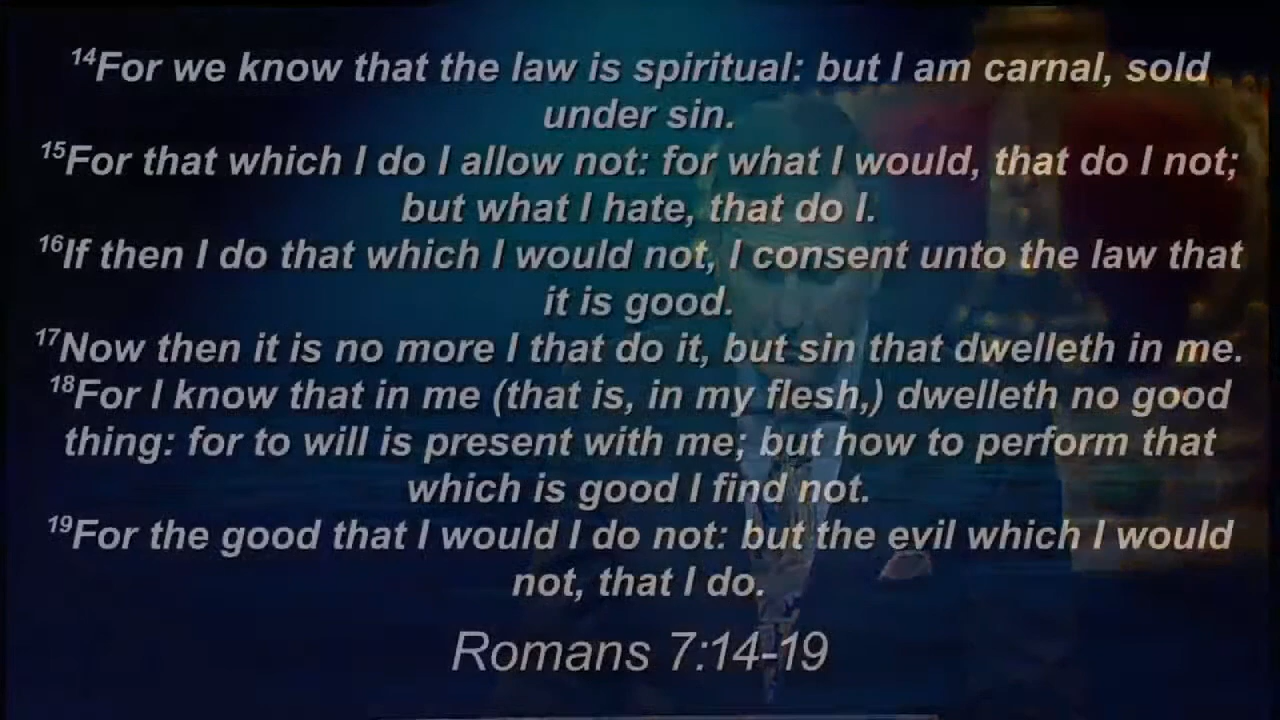 14For we know that the law is spiritual: but I am carnal, sold
under sin.
15For that which I do I allow not: for what I would, that do I not;
but what I hate, that do I.
16If then I do that which I would not, I consent unto the law that
it is good.
17Now then it is no more I that do it, but sin that dwelleth in me.
18For I know that in me (that is, in my flesh,) dwelleth no good
thing: for to will is present with me; but how to perform that
which is good I find not.
19For the good that I would I do not: but the evil which I would
not, that I do.
Romans 7:14-19